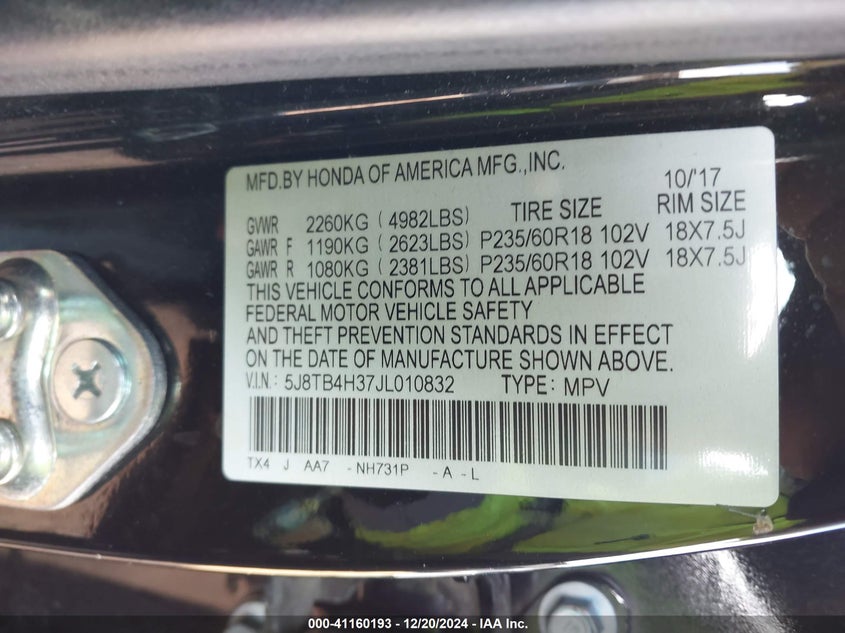 MFD.BY HONDA OF AMERICA MFG.,INC. 10/'17
GVWR 2260KG ( 4982LBS) TIRE SIZE RIM SIZE
GAWR F 1190KG ( 2623LBS) P235/60R18 102V 18X7.5J
GAWR R 1080KG ( 2381LBS) P235/60R18 102V 18X7.5J
THIS VEHICLE CONFORMS TO ALL APPLICABLE
FEDERAL MOTOR VEHICLE SAFETY
AND THEFT PREVENTION STANDARDS IN EFFECT
ON THE DATE OF MANUFACTURE SHOWN ABOVE.
V.I.N: 5J8TB4H37JL010832 TYPE: MPV
TX4 J AA7 -NH731P -A -L
000-41160193 - 12/20/2024 - IAA Inc.